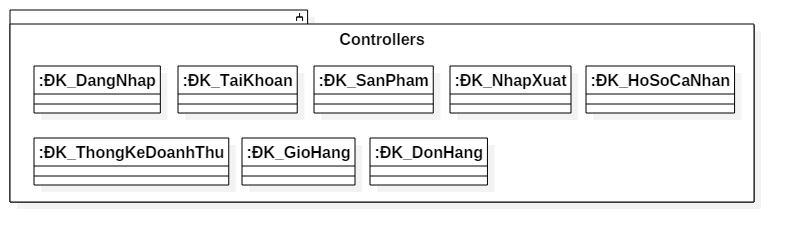 Controllers
:ĐK_DangNhap
:ĐK_TaiKhoan
:ĐK_SanPham
:ĐK_NhapXuat
:ĐK_HoSoCaNhan
:ĐK_ThongKeDoanhThu
:ĐK_GioHang
:ĐK_DonHang